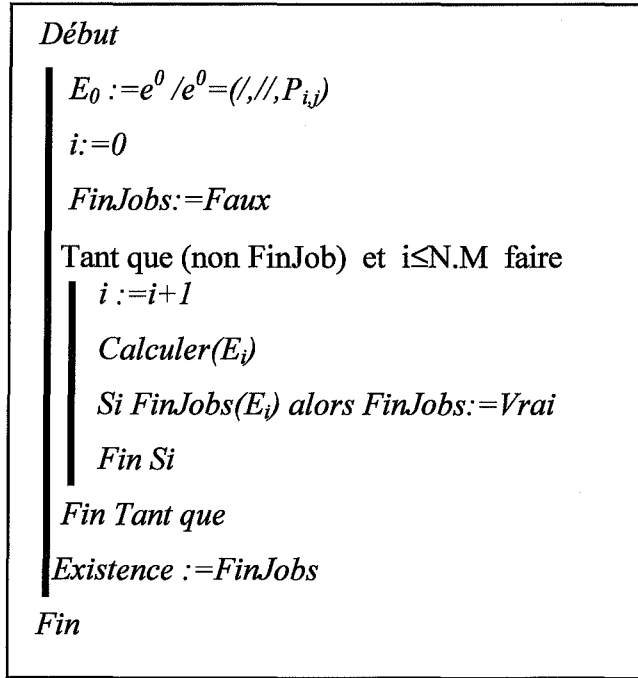 Début
E₀ :=e⁰ /e⁰=(/,//,Pᵢ,ⱼ)
i:=0
FinJobs:=Faux
Tant que (non FinJob) et i≤N.M faire
i :=i+1
Calculer(Eᵢ)
Si FinJobs(Eᵢ) alors FinJobs:=Vrai
Fin Si
Fin Tant que
Existence :=FinJobs
Fin